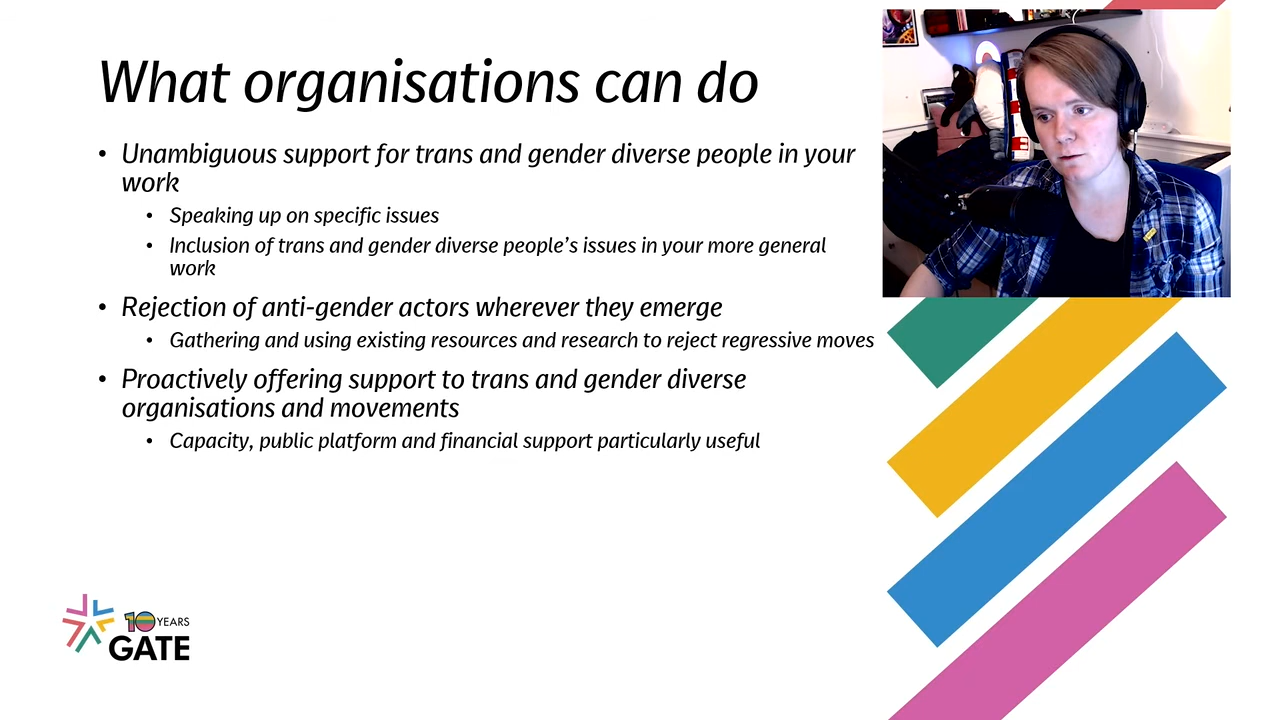 What organisations can do
• Unambiguous support for trans and gender diverse people in your
work
• Speaking up on specific issues
• Inclusion of trans and gender diverse people's issues in your more general
work
• Rejection of anti-gender actors wherever they emerge
• Gathering and using existing resources and research to reject regressive moves
• Proactively offering support to trans and gender diverse
organisations and movements
• Capacity, public platform and financial support particularly useful
10 YEARS
GATE